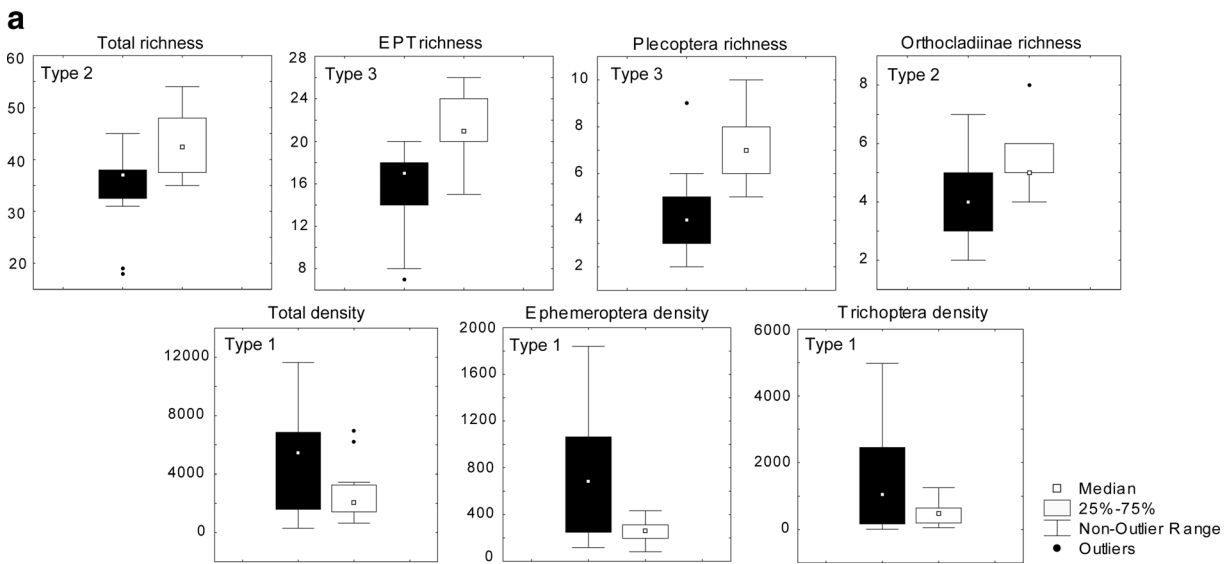 a
Total richness
60
50
40
30
20
Type 2
EPT richness
28
24
20
16
12
8
Type 3
Plecoptera richness
10
8
6
4
2
Type 3
Orthocladiinae richness
8
6
4
2
Type 2
Total density
12000
8000
4000
0
Type 1
Ephemeroptera density
2000
1600
1200
800
400
0
Type 1
Trichoptera density
6000
4000
2000
0
Type 1
Median
25%-75%
Non-Outlier Range
Outliers